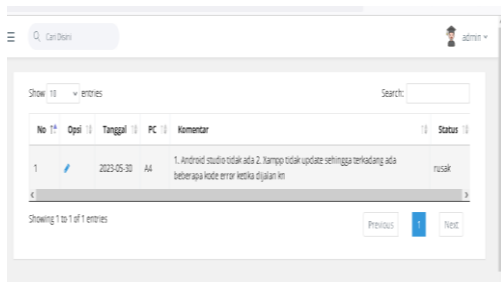 Cari Disini
admin
Show 10 entries
Search:
No Opsi Tanggal PC Komentar Status
1 2023-05-30 A4 1. Android studio tidak ada 2. Xampp tidak update sehingga terkadang ada rusak
beberapa kode error ketika dijalan kn
Showing 1 to 1 of 1 entries
Previous 1 Next